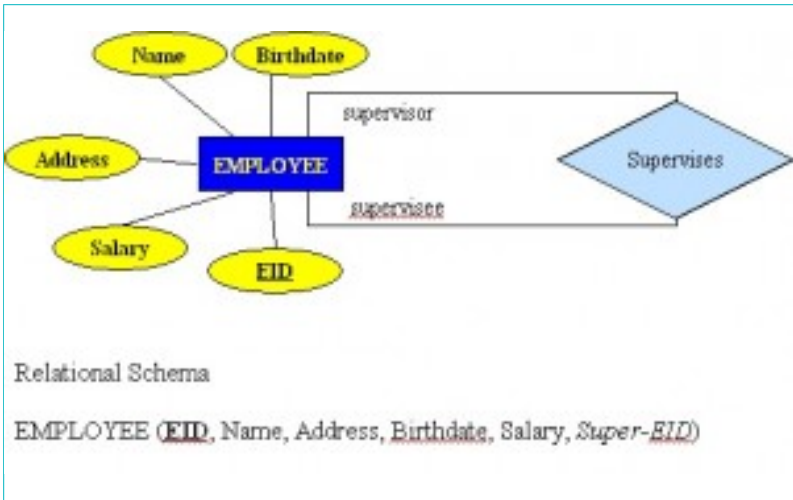 Name
Birthdate
supervisor
Address
EMPLOYEE
Supervises
supervisee
Salary
EID
Relational Schema
EMPLOYEE (EID, Name, Address, Birthdate, Salary, Super-EID)